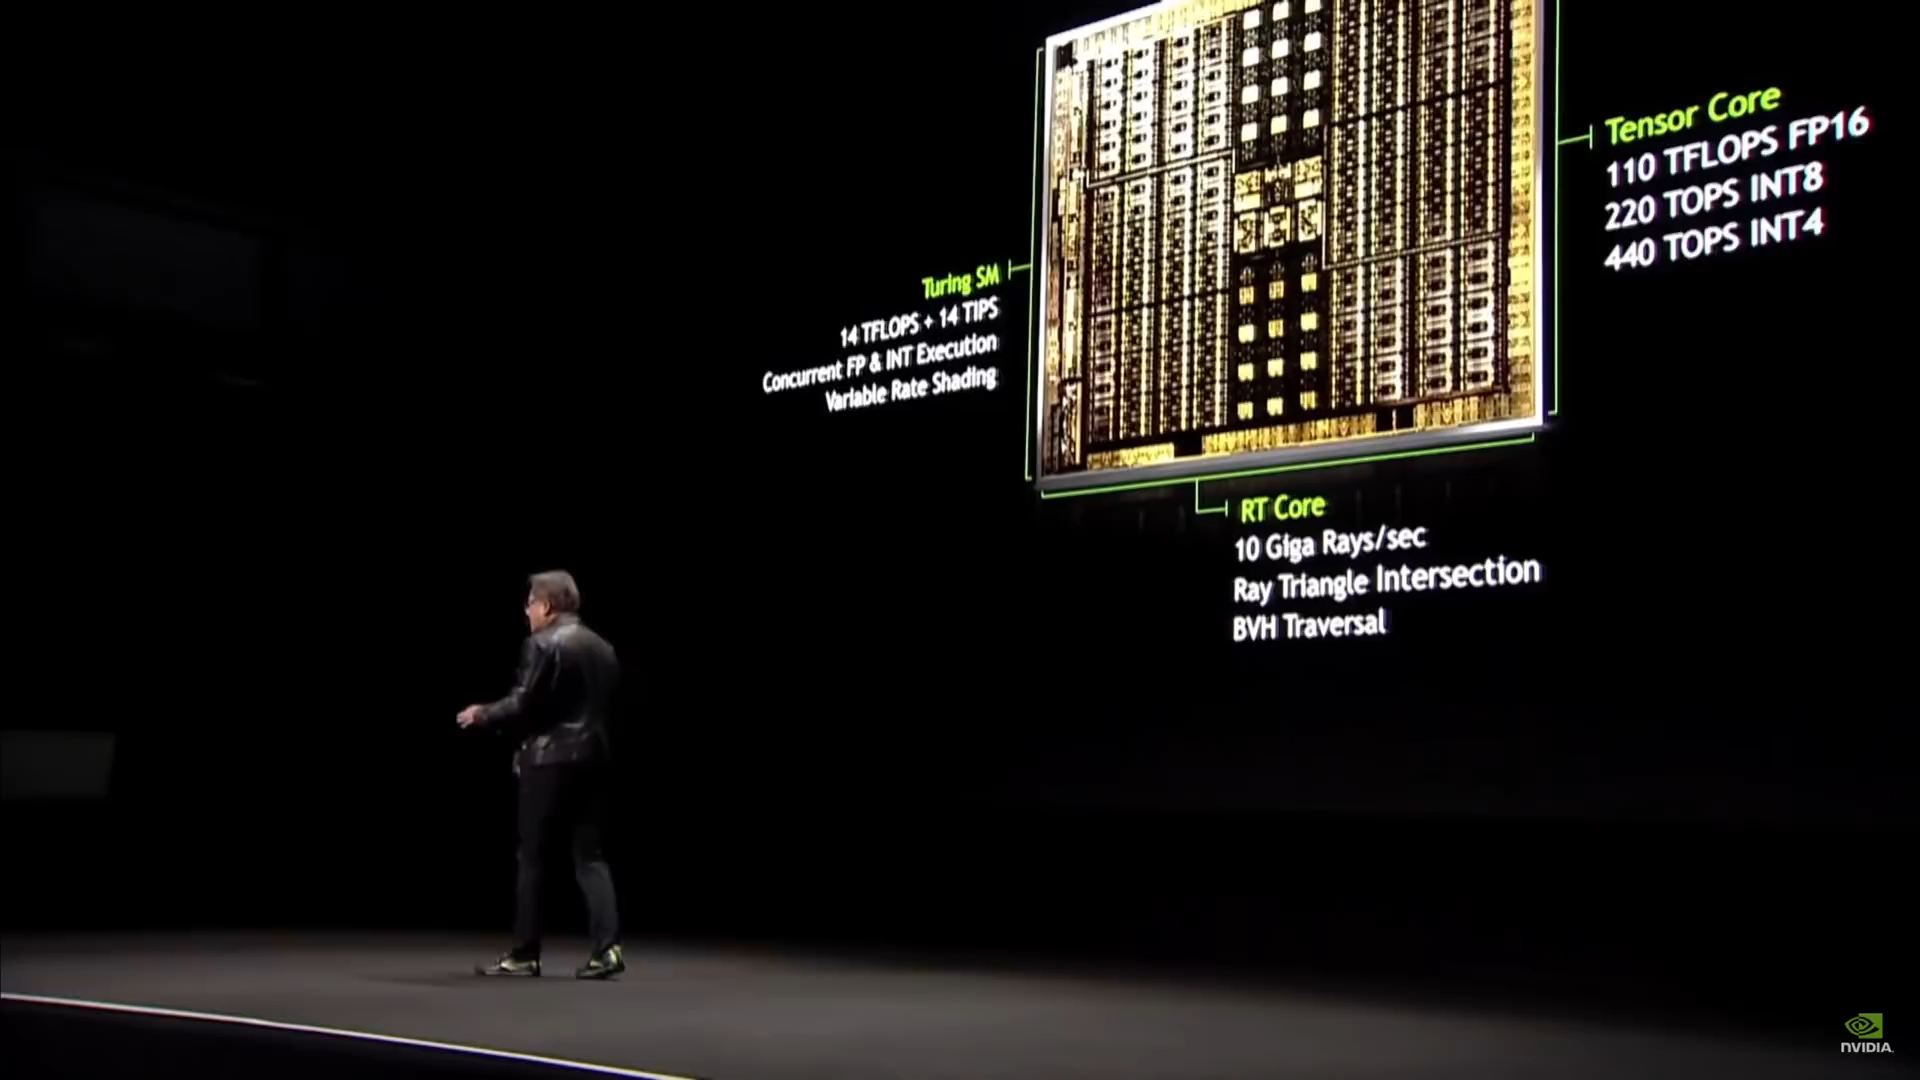 Tensor Core
110 TFLOPS FP16
220 TOPS INT8
440 TOPS INT4
Turing SM
14 TFLOPS + 14 TIPS
Concurrent FP & INT Execution
Variable Rate Shading
RT Core
10 Giga Rays/sec
Ray Triangle Intersection
BVH Traversal
NVIDIA